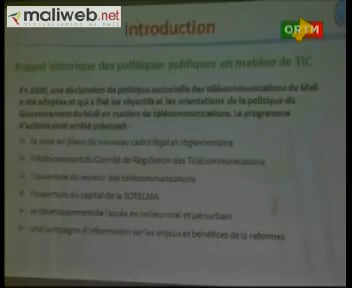 maliweb.net
Introduction
ORTM
Rappel historique des politiques publiques en matière de TIC
En 2000, une déclaration de politique sectorielle des télécommunications du Mali
a été adoptée et qui a fixé les objectifs et les orientations de la politique du
Gouvernement du Mali en matière de télécommunications. Le programme
d'actions ainsi arrêté prévoyait :
la mise en place du nouveau cadre légal et réglementaire
l'établissement du Comité de Régulation des Télécommunications
l'ouverture du secteur des télécommunications
l'ouverture du capital de la SOTELMA
le développement de l'accès en milieu rural et périurbain
une campagne d'information sur les enjeux et bénéfices de la reformes